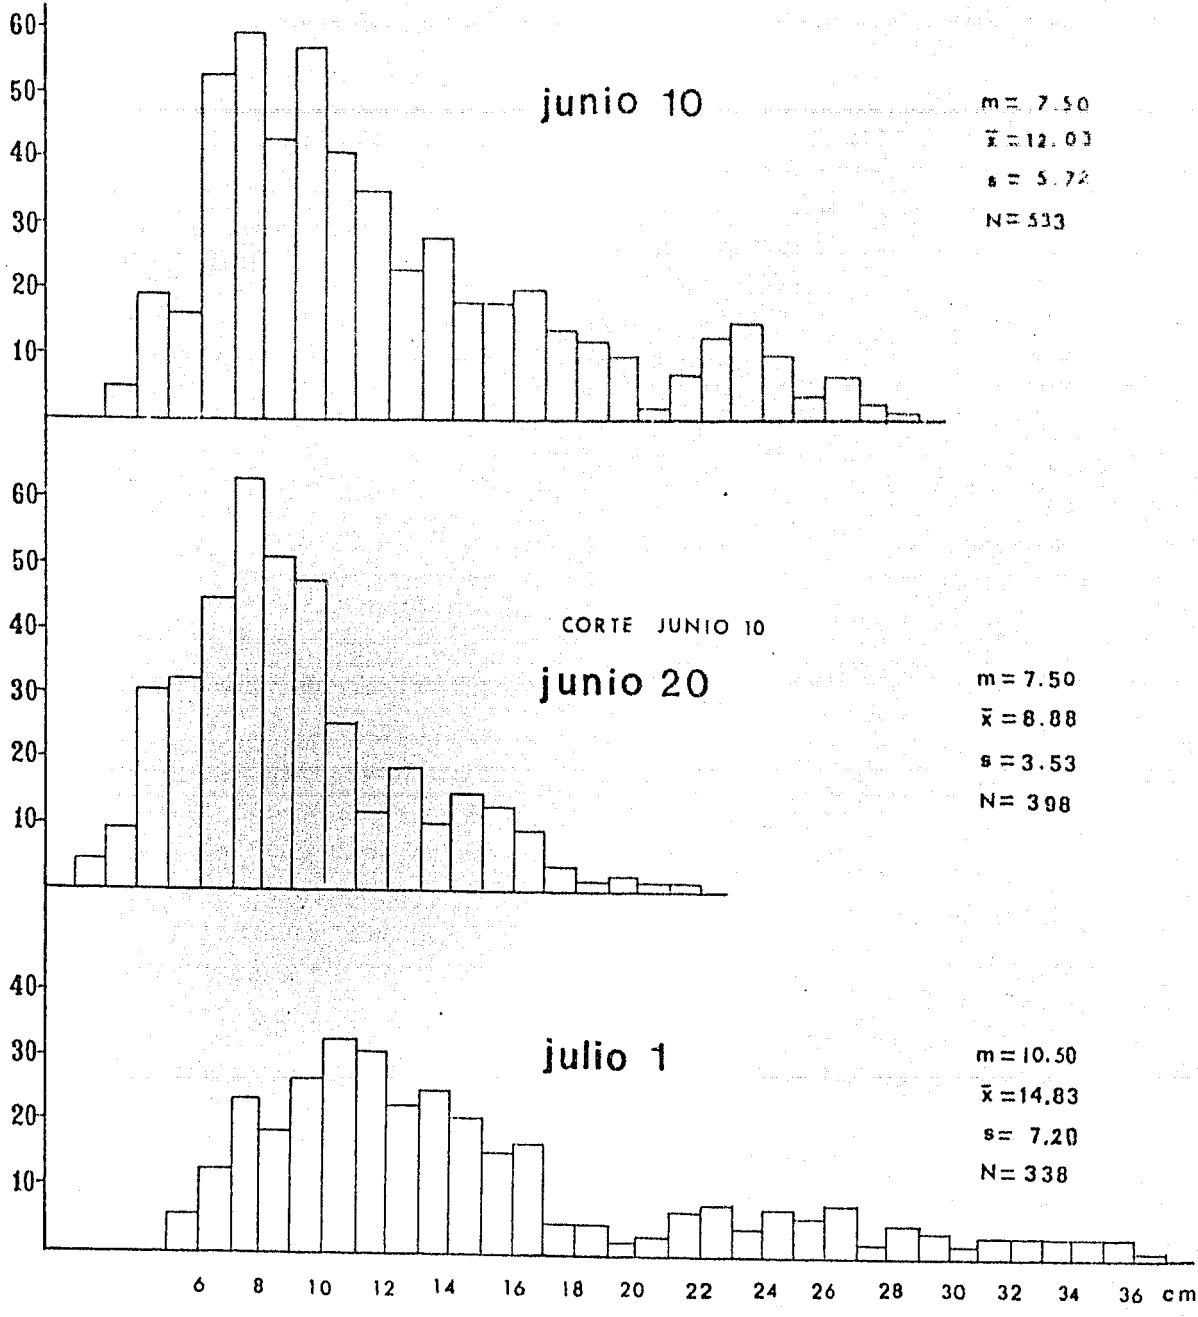 60
50
40
30
20
10
junio 10
m = 7.50
x̄ = 12.03
s = 5.72
N = 533
60
50
40
30
20
10
CORTE JUNIO 10
junio 20
m = 7.50
x̄ = 8.88
s = 3.53
N = 398
40
30
20
10
julio 1
m = 10.50
x̄ = 14.83
s = 7.20
N = 338
6 8 10 12 14 16 18 20 22 24 26 28 30 32 34 36 cm